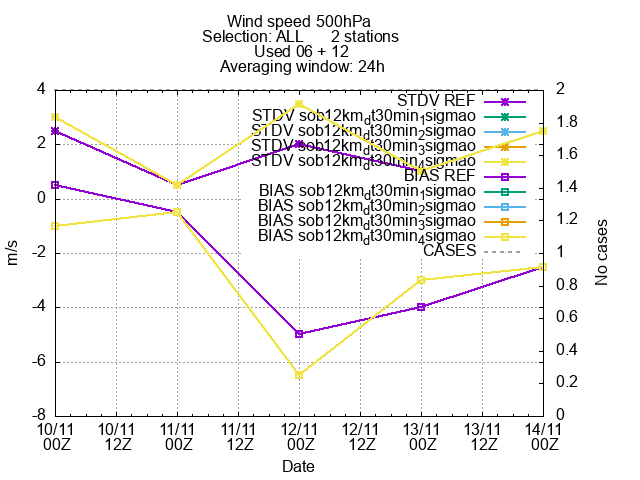 Wind speed 500hPa
Selection: ALL 2 stations
Used 06 + 12
Averaging window: 24h
4
2
0
-2
-4
-6
-8
m/s
2
1.8
1.6
1.4
1.2
1
0.8
0.6
0.4
0.2
0
No cases
STDV REF
STDV sob12km_dt30min_1sigmao
STDV sob12km_dt30min_2sigmao
STDV sob12km_dt30min_3sigmao
STDV sob12km_dt30min_4sigmao
BIAS REF
BIAS sob12km_dt30min_1sigmao
BIAS sob12km_dt30min_2sigmao
BIAS sob12km_dt30min_3sigmao
BIAS sob12km_dt30min_4sigmao
CASES
10/11 10/11 11/11 11/11 12/11 12/11 13/11 13/11 14/11
00Z 12Z 00Z 12Z 00Z 12Z 00Z 12Z 00Z
Date